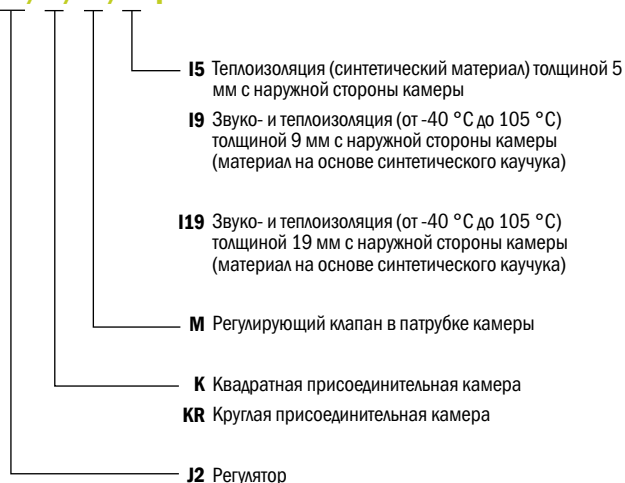 I5 Теплоизоляция (синтетический материал) толщиной 5
мм с наружной стороны камеры
I9 Звуко- и теплоизоляция (от -40 °C до 105 °C)
толщиной 9 мм с наружной стороны камеры
(материал на основе синтетического каучука)
I19 Звуко- и теплоизоляция (от -40 °C до 105 °C)
толщиной 19 мм с наружной стороны камеры
(материал на основе синтетического каучука)
M Регулирующий клапан в патрубке камеры
K Квадратная присоединительная камера
KR Круглая присоединительная камера
J2 Регулятор